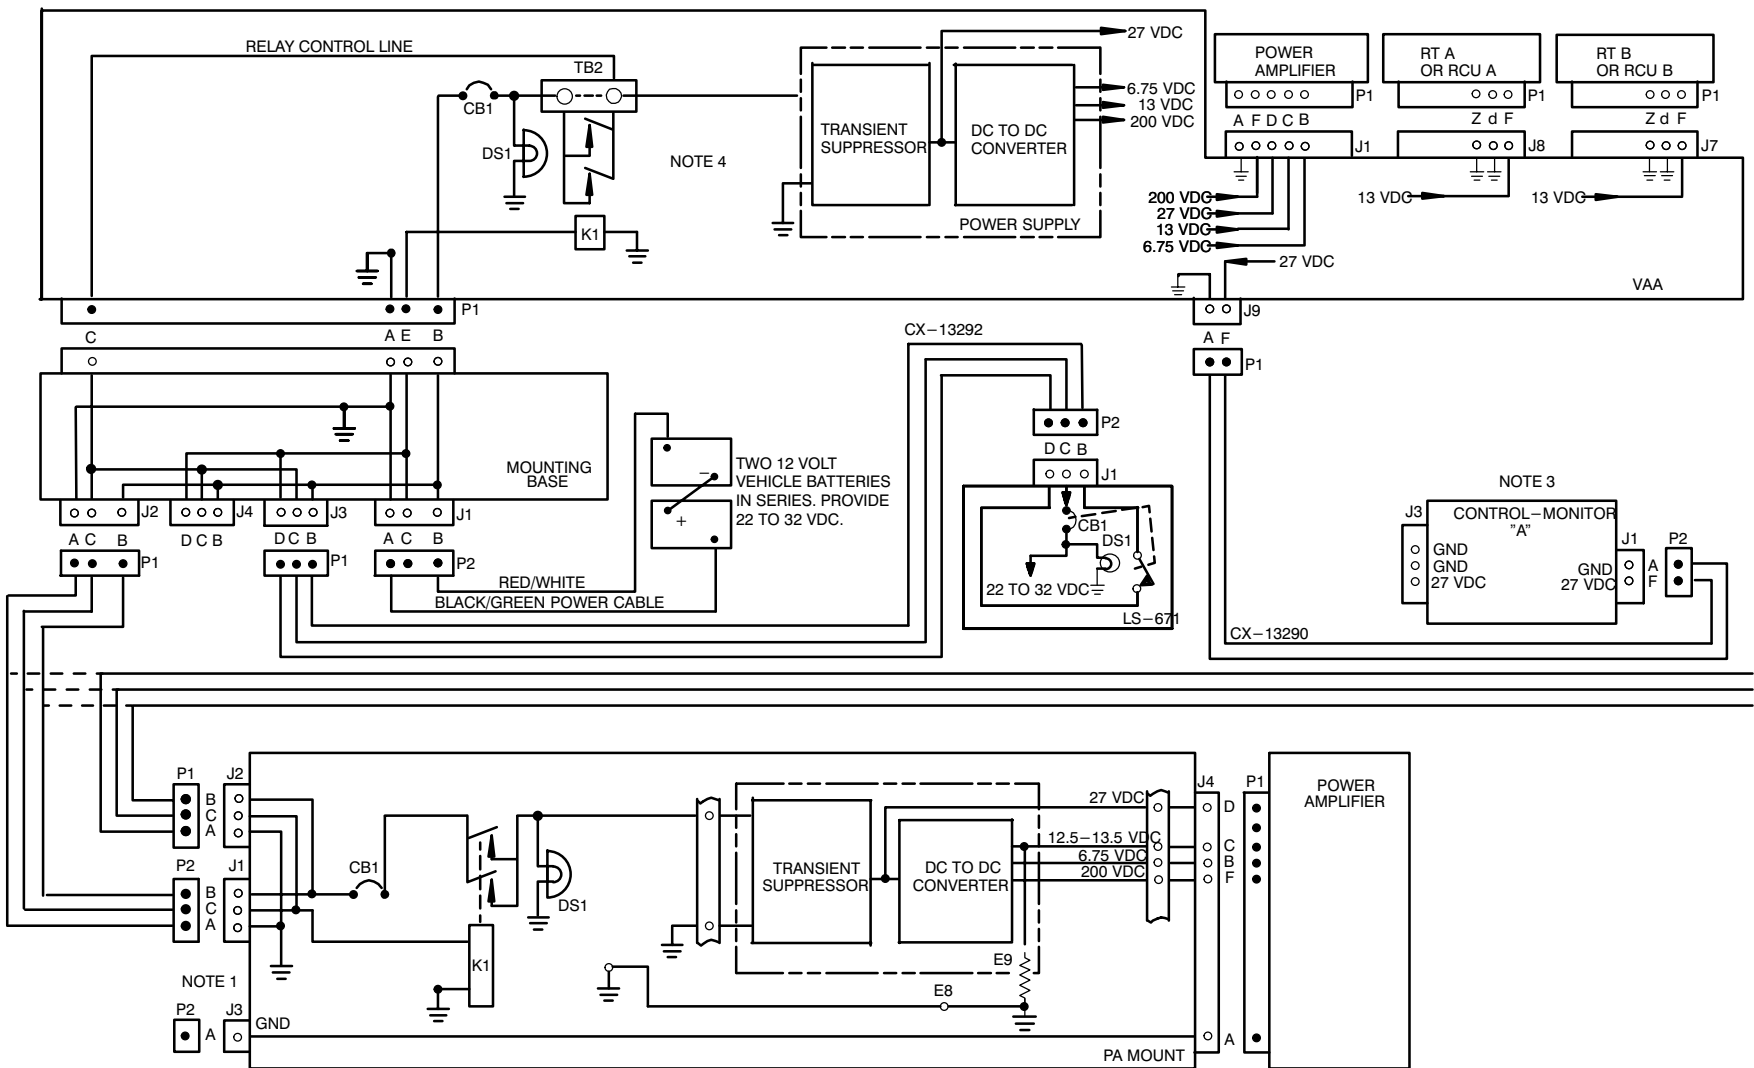 RELAY CONTROL LINE
TB2
CB1
DS1
NOTE 4
K1
TRANSIENT
SUPPRESSOR
DC TO DC
CONVERTER
POWER SUPPLY
27 VDC
6.75 VDC
13 VDC
200 VDC
POWER
AMPLIFIER
P1
A F D C B
J1
RT A
OR RCU A
P1
Z d F
J8
RT B
OR RCU B
P1
Z d F
J7
200 VDC
27 VDC
13 VDC
6.75 VDC
13 VDC
13 VDC
27 VDC
VAA
J9
A F
P1
P1
C
A E B
MOUNTING
BASE
J2
J4
J3
J1
A C B
D C B
D C B
A C B
P1
P1
P2
RED/WHITE
BLACK/GREEN POWER CABLE
−
+
TWO 12 VOLT
VEHICLE BATTERIES
IN SERIES. PROVIDE
22 TO 32 VDC.
CX−13292
P2
D C B
J1
CB1
DS1
22 TO 32 VDC
LS−671
NOTE 3
CONTROL−MONITOR
"A"
J3
GND
GND
27 VDC
J1
GND
27 VDC
A
F
P2
CX−13290
P1
J2
B
C
A
P2
J1
B
C
A
NOTE 1
P2
J3
A
GND
CB1
K1
DS1
TRANSIENT
SUPPRESSOR
DC TO DC
CONVERTER
27 VDC
12.5−13.5 VDC
6.75 VDC
200 VDC
E9
E8
PA MOUNT
J4
D
C
B
F
A
P1
POWER
AMPLIFIER